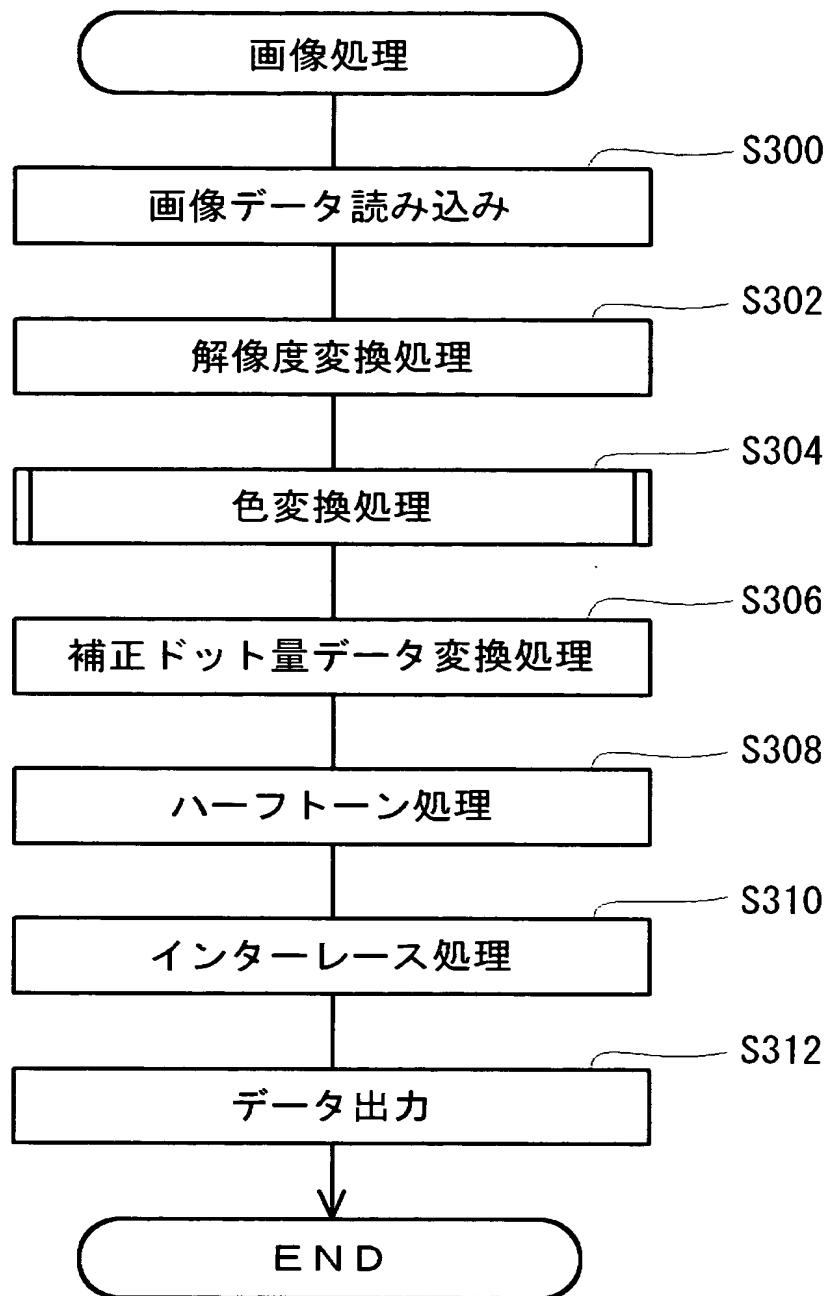 画像処理
S300
画像データ読み込み
S302
解像度変換処理
S304
色変換処理
S306
補正ドット量データ変換処理
S308
ハーフトーン処理
S310
インターレース処理
S312
データ出力
END